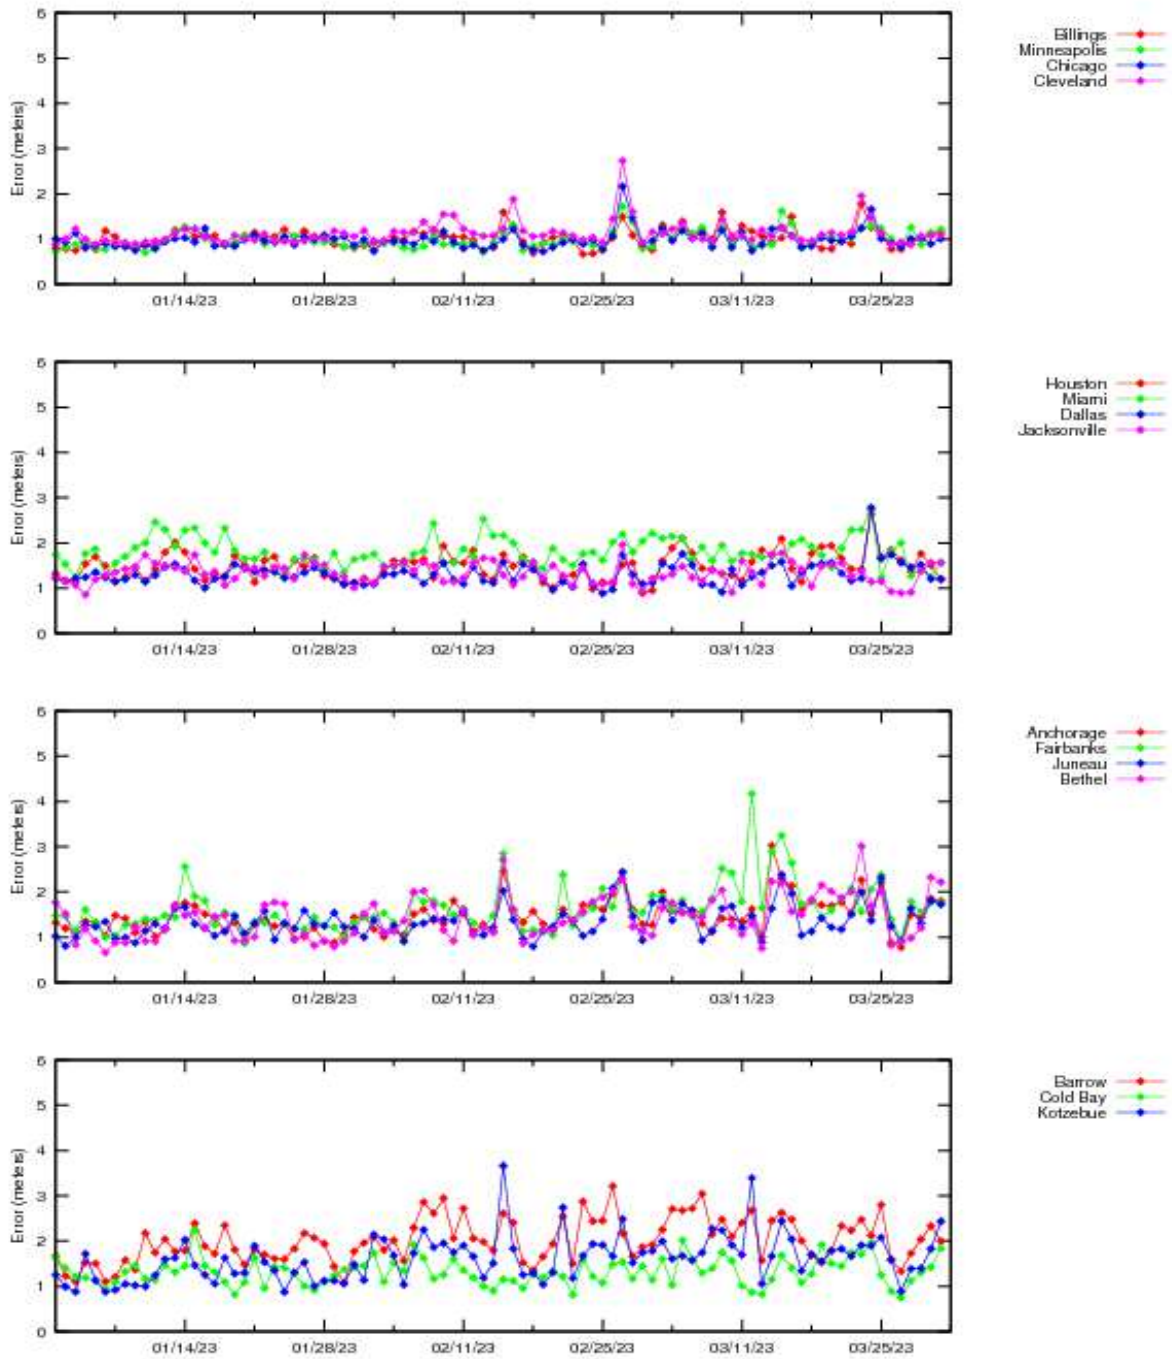 6
5
4
3
2
1
0
Error (meters)
01/14/23 01/28/23 02/11/23 02/25/23 03/11/23 03/25/23
Billings
Minneapolis
Chicago
Cleveland
6
5
4
3
2
1
0
Error (meters)
01/14/23 01/28/23 02/11/23 02/25/23 03/11/23 03/25/23
Houston
Miami
Dallas
Jacksonville
6
5
4
3
2
1
0
Error (meters)
01/14/23 01/28/23 02/11/23 02/25/23 03/11/23 03/25/23
Anchorage
Fairbanks
Juneau
Bethel
6
5
4
3
2
1
0
Error (meters)
01/14/23 01/28/23 02/11/23 02/25/23 03/11/23 03/25/23
Barrow
Cold Bay
Kotzebue